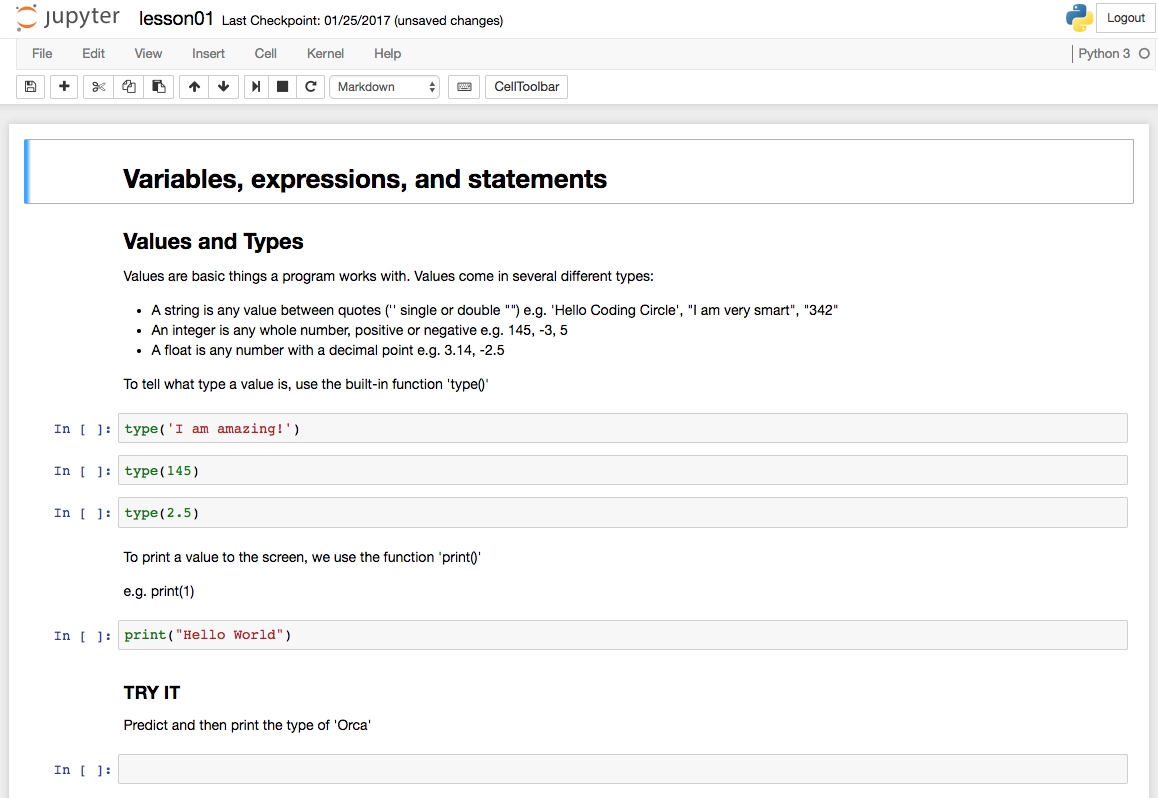 jupyter lesson01 Last Checkpoint: 01/25/2017 (unsaved changes) Logout
File Edit View Insert Cell Kernel Help Python 3
Markdown CellToolbar
Variables, expressions, and statements
Values and Types
Values are basic things a program works with. Values come in several different types:
• A string is any value between quotes ('' single or double "") e.g. 'Hello Coding Circle', "I am very smart", "342"
• An integer is any whole number, positive or negative e.g. 145, -3, 5
• A float is any number with a decimal point e.g. 3.14, -2.5
To tell what type a value is, use the built-in function 'type()'
In [ ]: type('I am amazing!')
In [ ]: type(145)
In [ ]: type(2.5)
To print a value to the screen, we use the function 'print()'
e.g. print(1)
In [ ]: print("Hello World")
TRY IT
Predict and then print the type of 'Orca'
In [ ]: